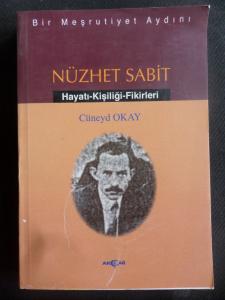 Bir Meşrutiyet Aydını
NÜZHET SABİT
Hayatı-Kişiliği-Fikirleri
Cüneyd OKAY
AKÇAĞ